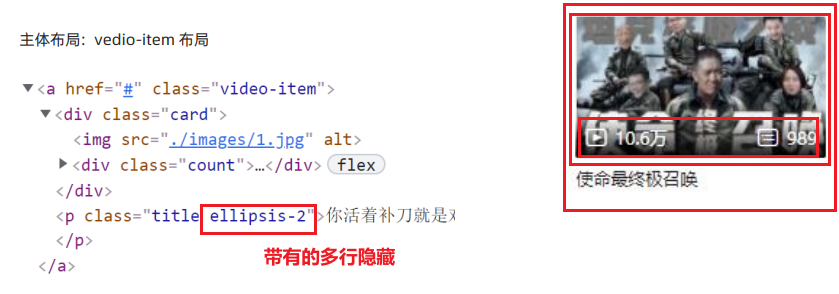 主体布局：vedio-item 布局
<a href="#" class="video-item">
<div class="card">
<img src="./images/1.jpg" alt>
<div class="count">…</div> flex
</div>
<p class="title ellipsis-2">你活着补刀就是
</p>
</a>
带有的多行隐藏
10.6万 989
使命最终极召唤